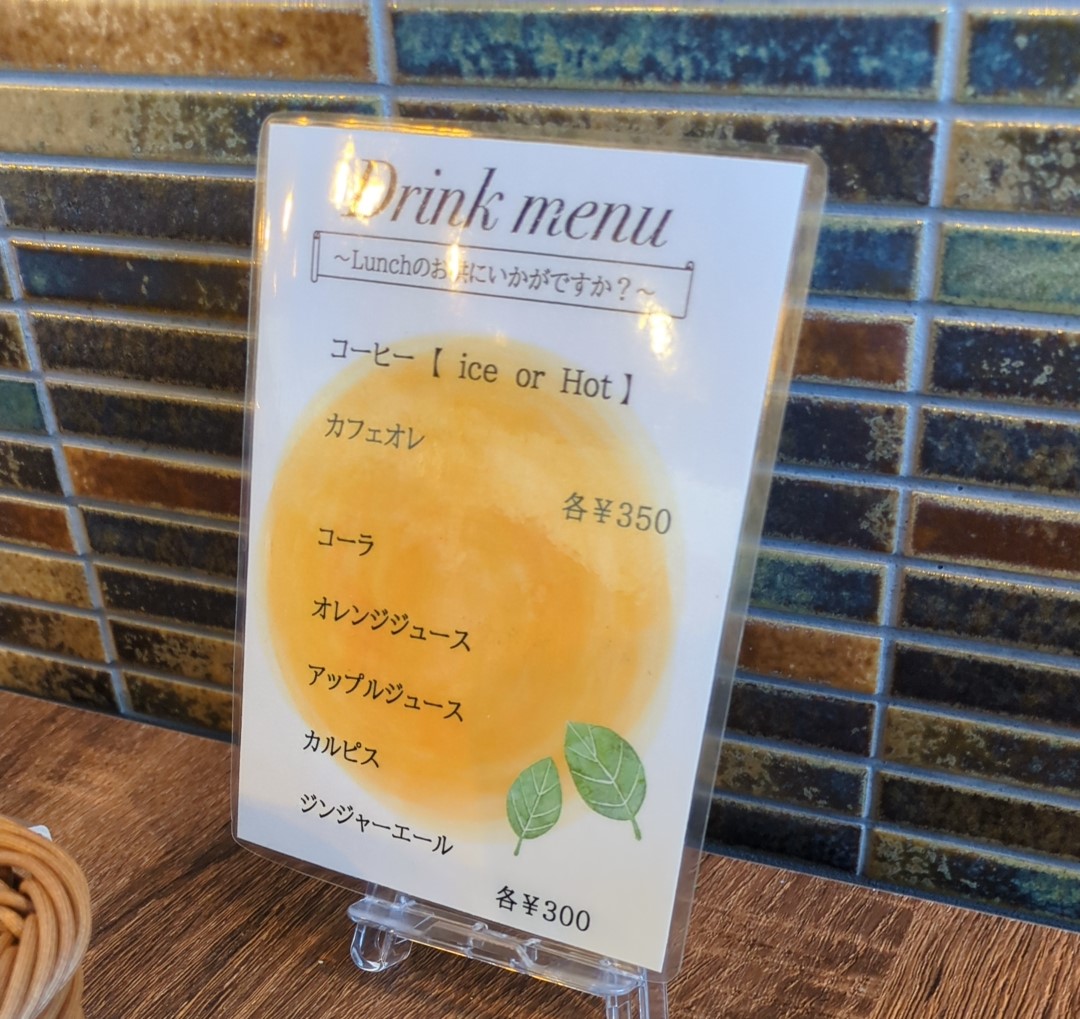 Drink menu
～Lunchのお供にいかがですか？～
コーヒー【 ice or Hot 】
カフェオレ
各¥350
コーラ
オレンジジュース
アップルジュース
カルピス
ジンジャーエール
各¥300